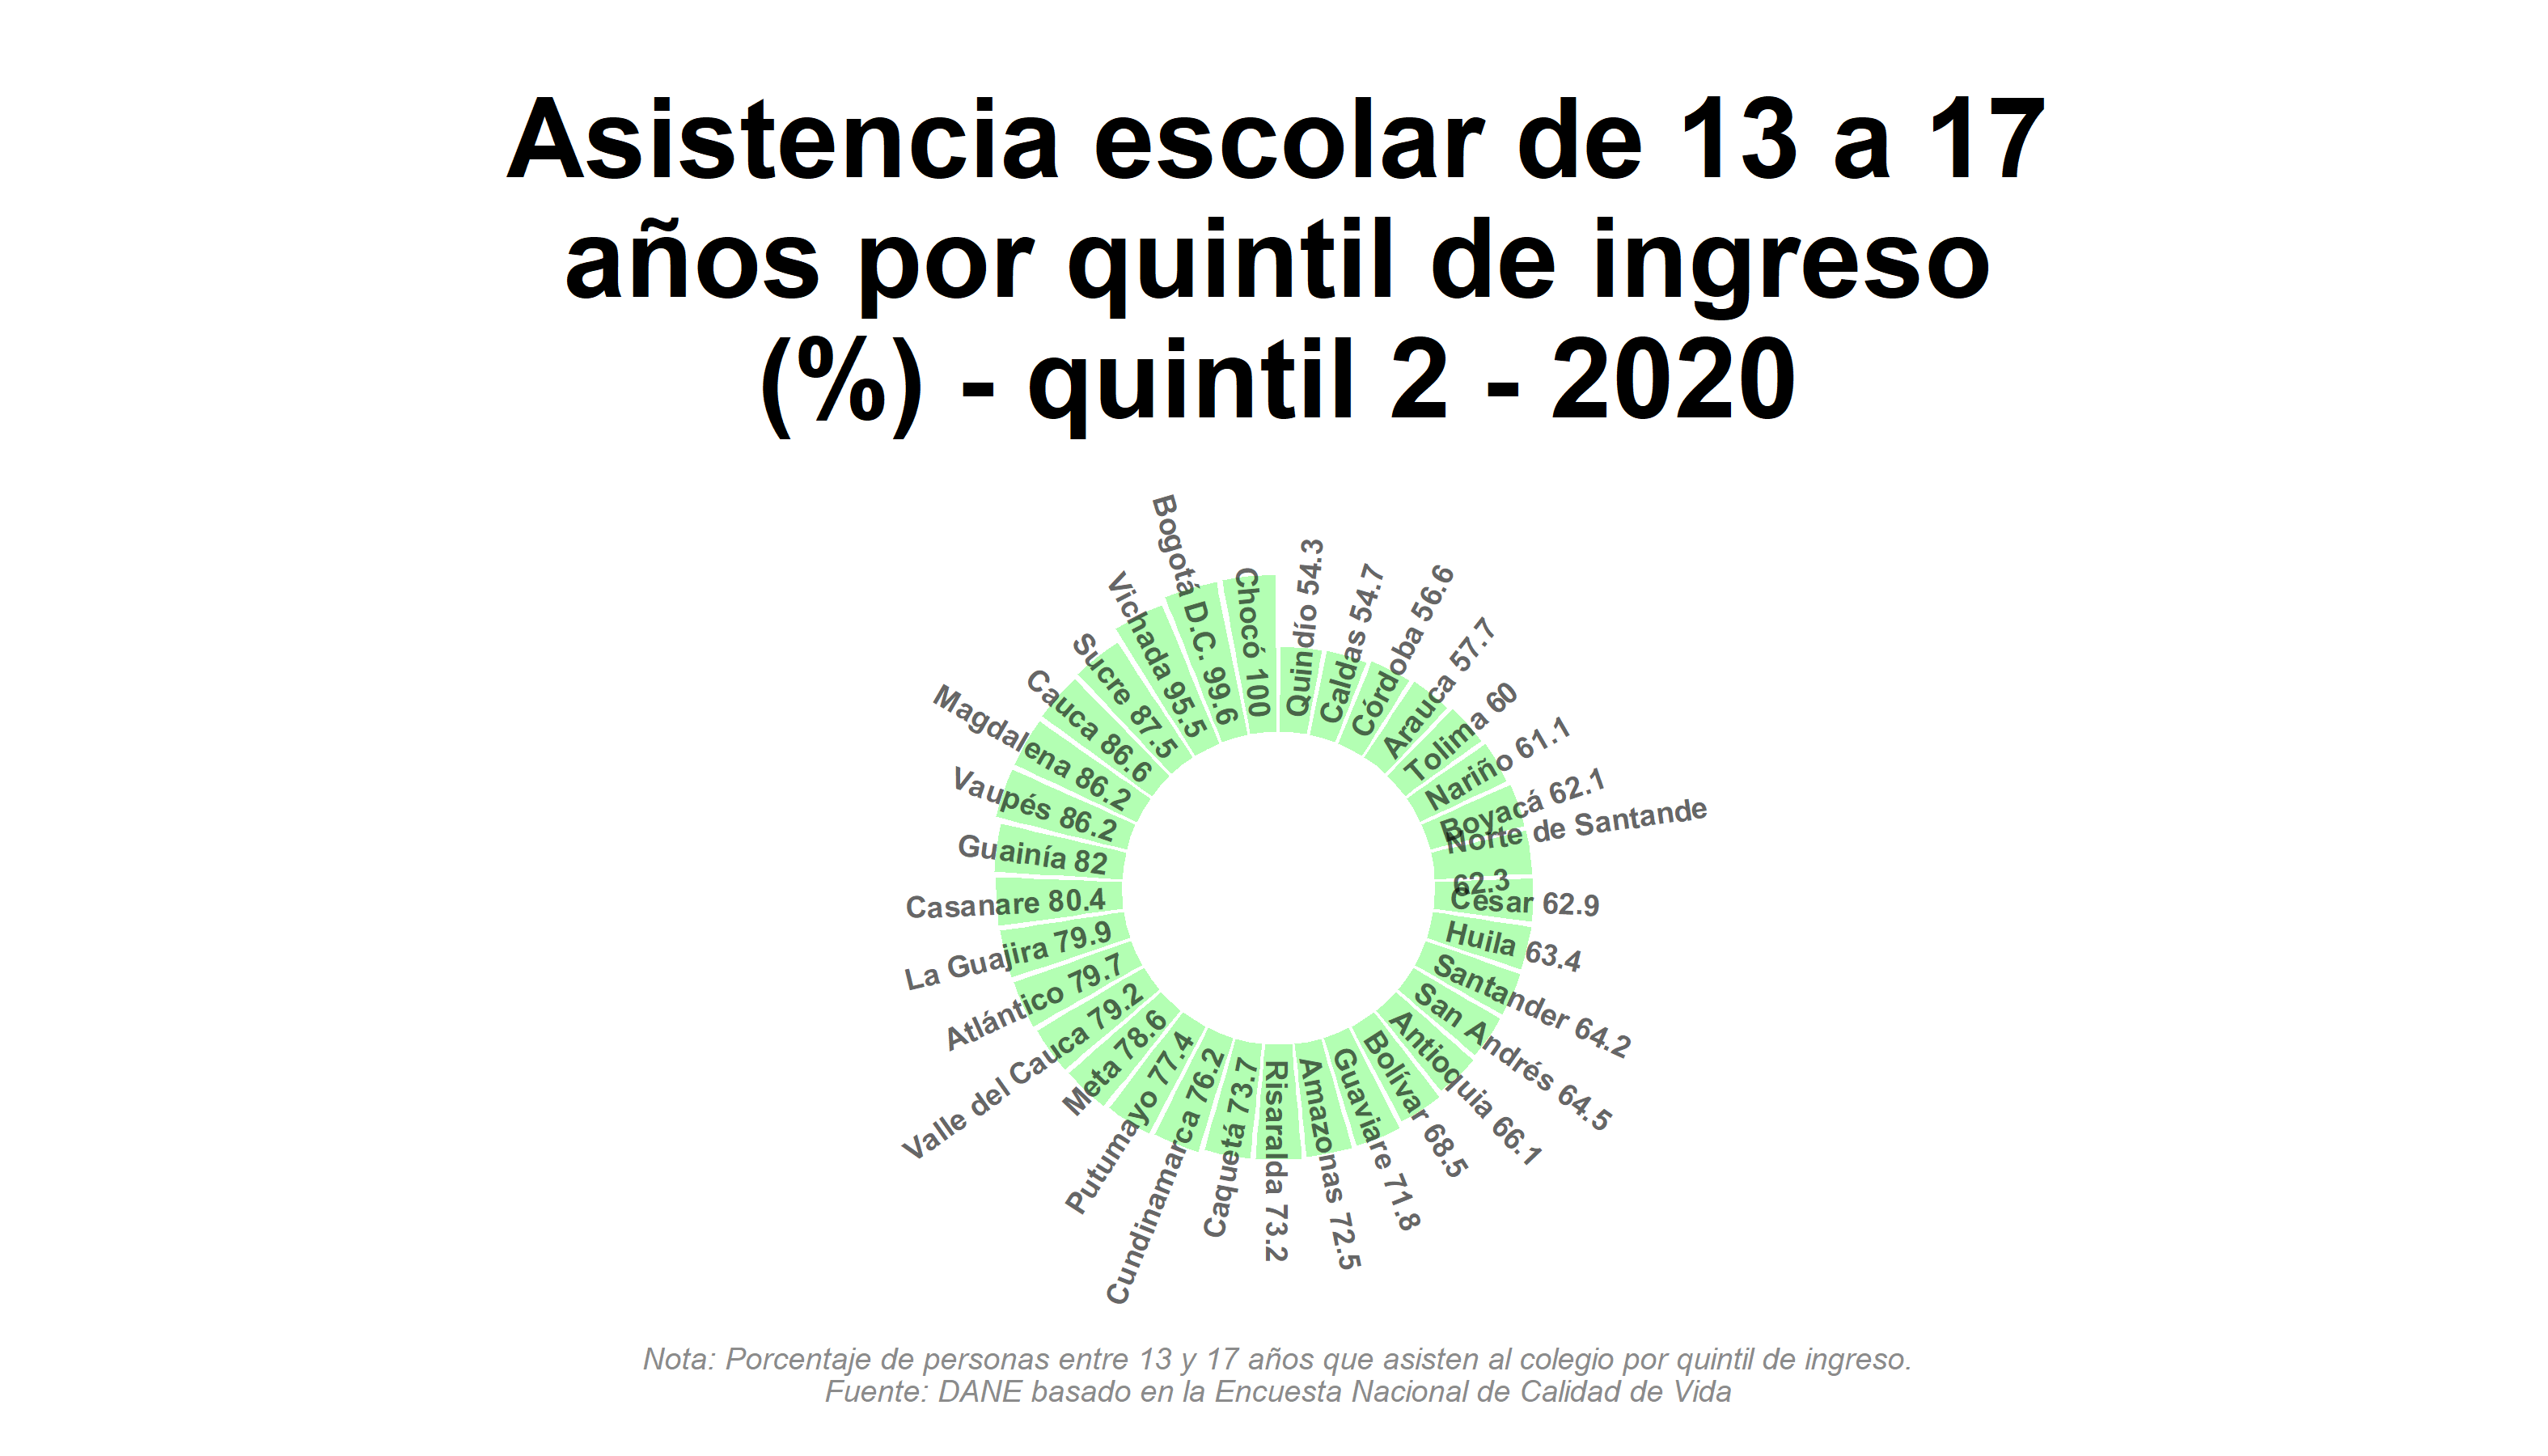 Asistencia escolar de 13 a 17
años por quintil de ingreso
(%) - quintil 2 - 2020
Quindío 54.3
Caldas 54.7
Córdoba 56.6
Arauca 57.7
Tolima 60
Nariño 61.1
Boyacá 62.1
Norte de Santande
62.3
Cesar 62.9
Huila 63.4
Santander 64.2
San Andrés 64.5
Antioquia 66.1
Bolívar 68.5
Guaviare 71.8
Amazonas 72.5
Risaralda 73.2
Caquetá 73.7
Cundinamarca 76.2
Putumayo 77.4
Meta 78.6
Valle del Cauca 79.2
Atlántico 79.7
La Guajira 79.9
Casanare 80.4
Guainía 82
Vaupés 86.2
Magdalena 86.2
Cauca 86.6
Sucre 87.5
Vichada 95.5
Bogotá D.C. 99.6
Chocó 100
Nota: Porcentaje de personas entre 13 y 17 años que asisten al colegio por quintil de ingreso.
Fuente: DANE basado en la Encuesta Nacional de Calidad de Vida